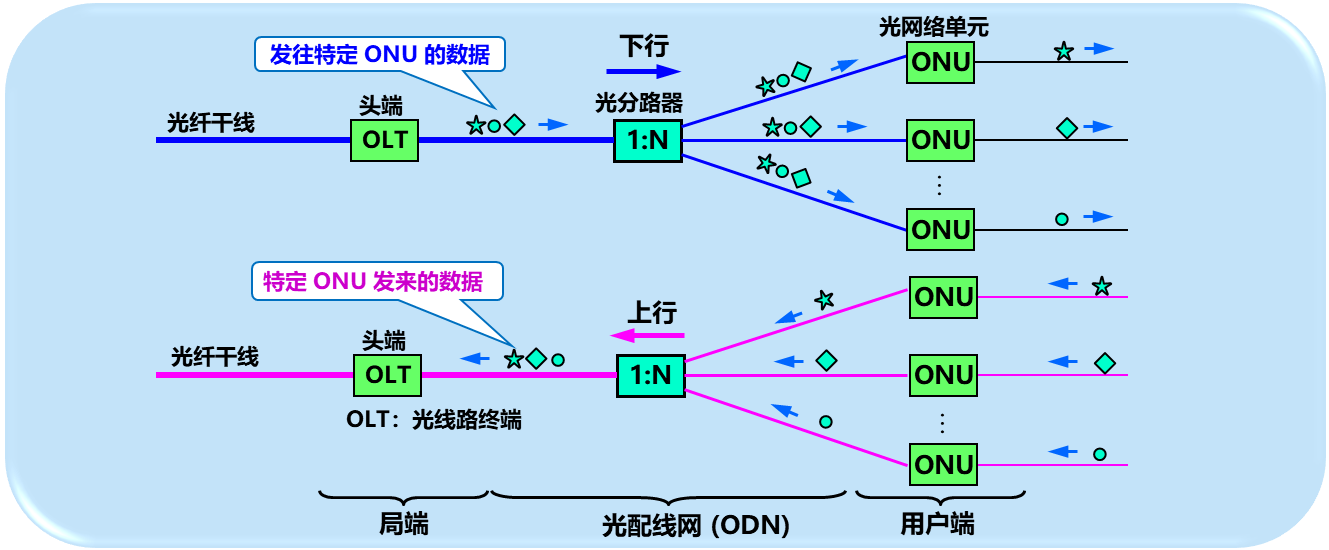 光网络单元
下行
发往特定 ONU 的数据
ONU
头端
光分路器
光纤干线
OLT
1:N
ONU
ONU
特定 ONU 发来的数据
ONU
上行
头端
光纤干线
OLT
1:N
ONU
OLT：光线路终端
ONU
局端
光配线网 (ODN)
用户端